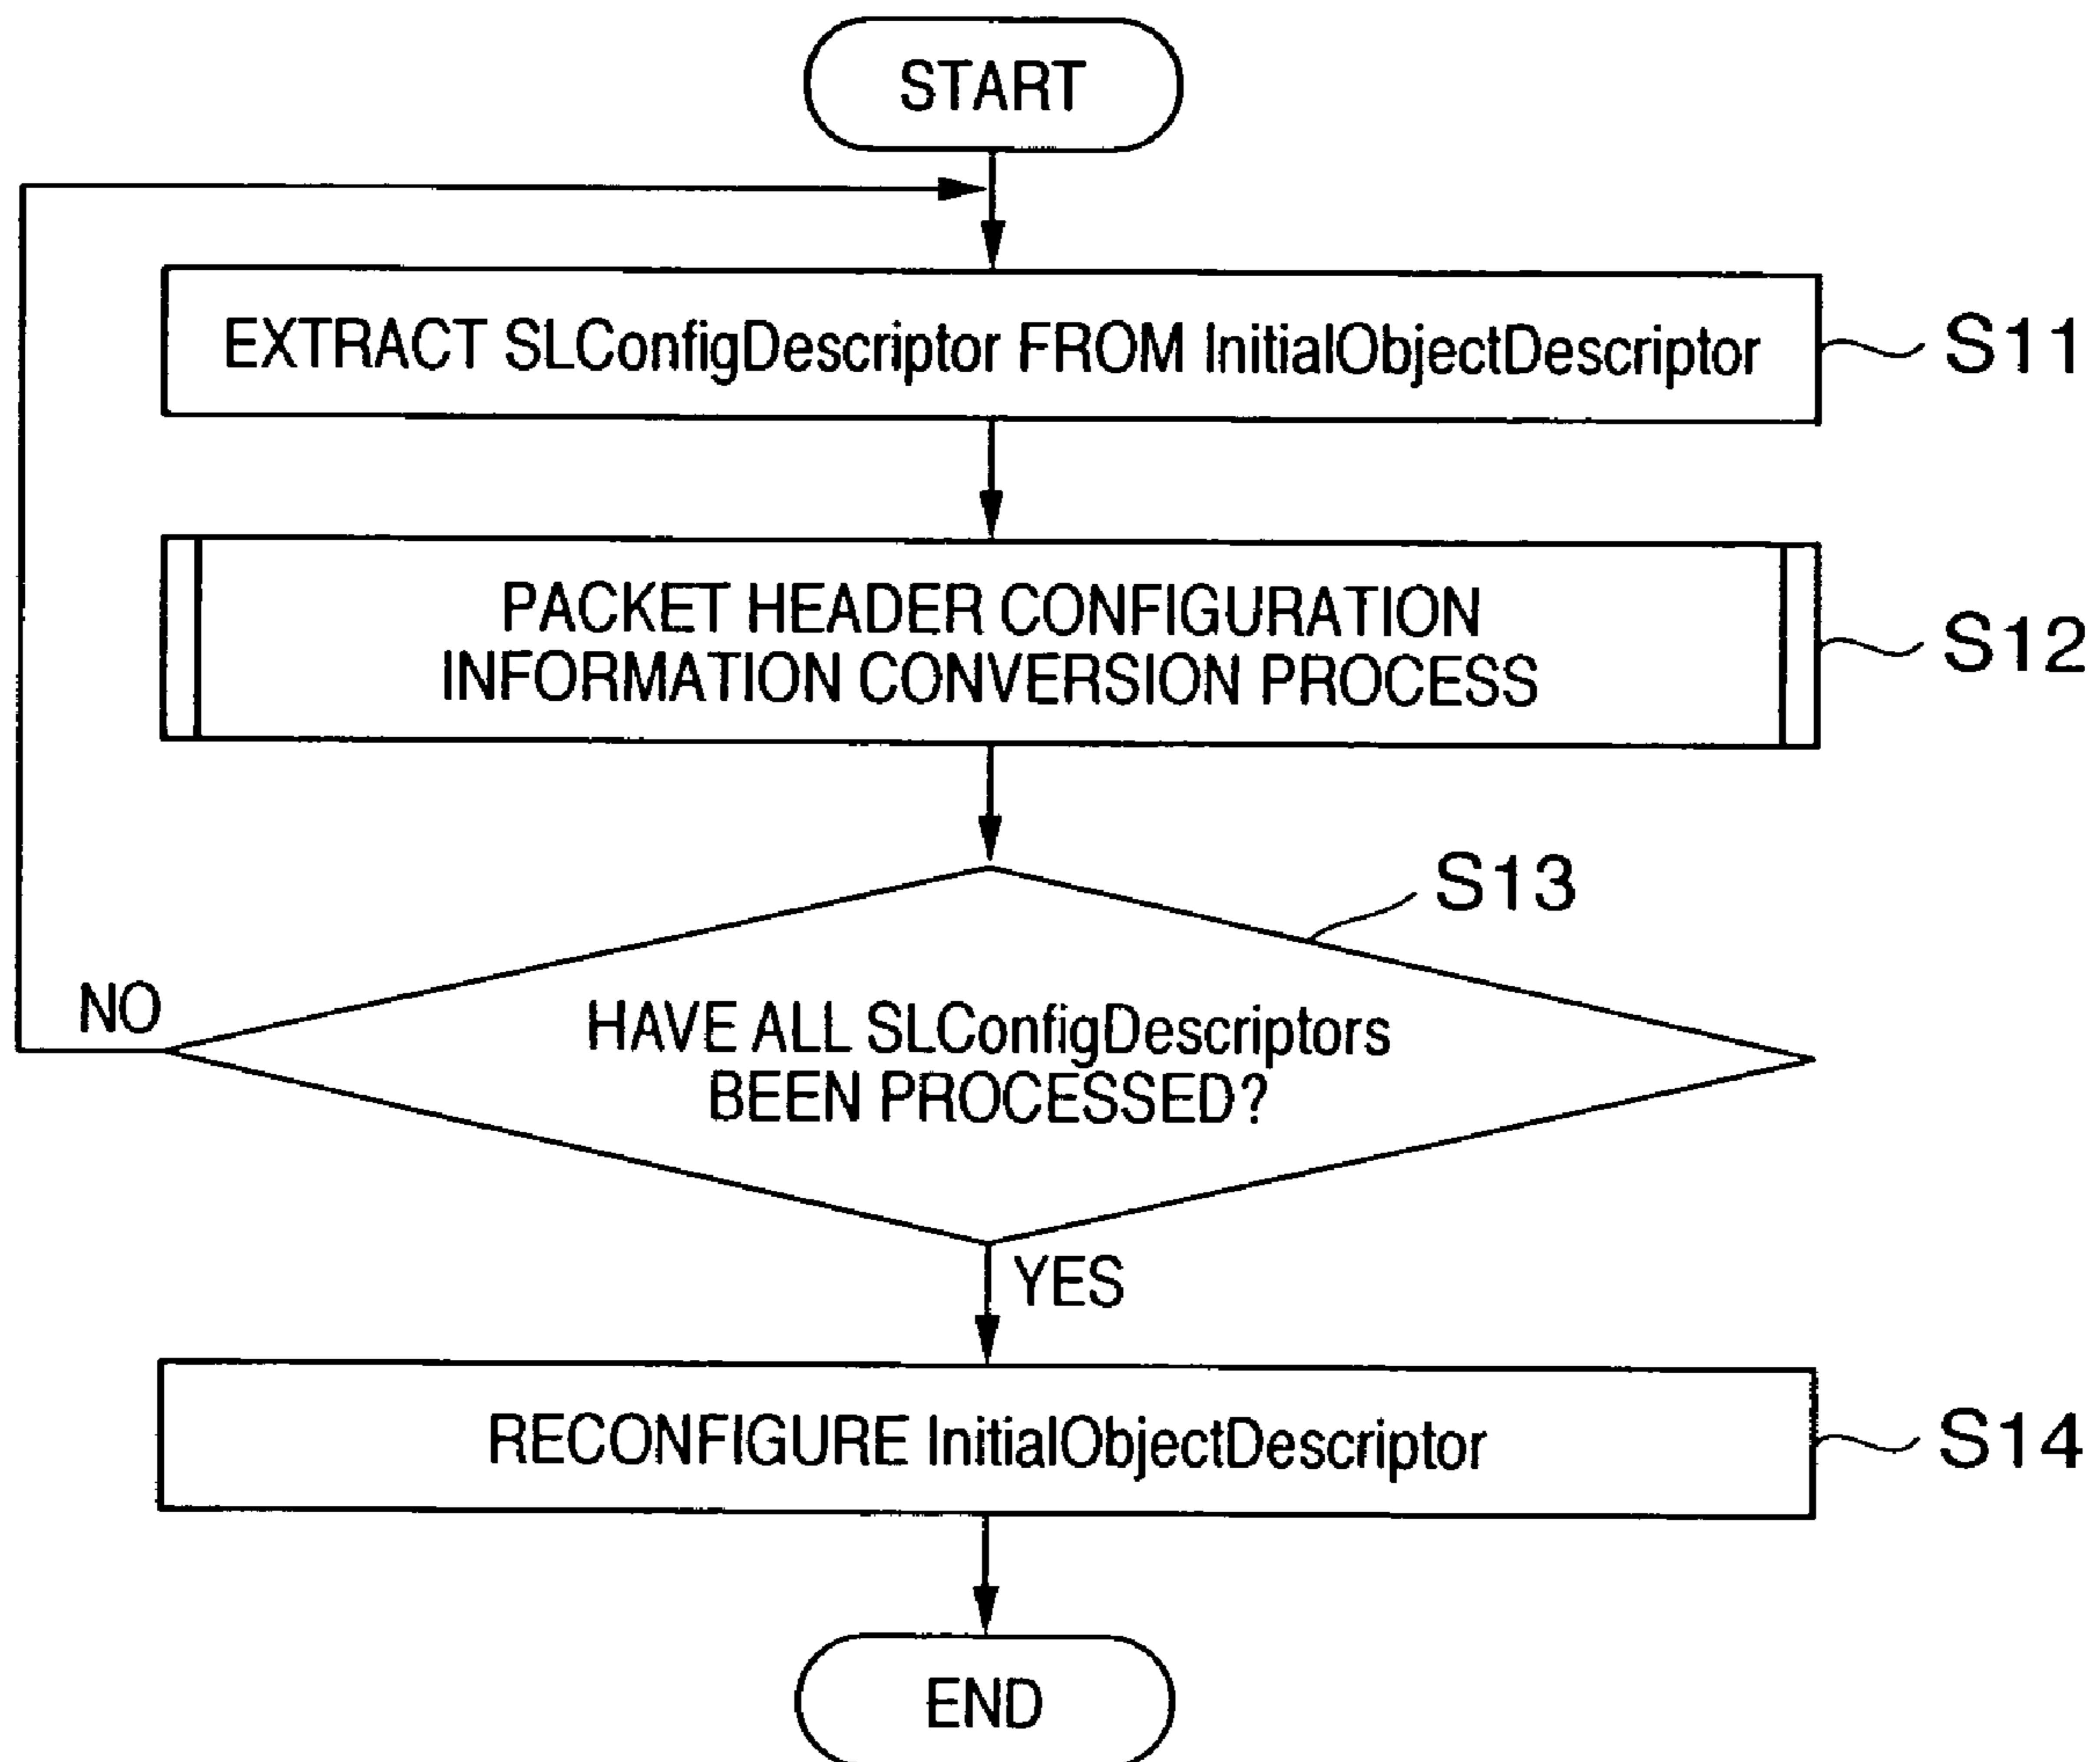 START
EXTRACT SLConfigDescriptor FROM InitialObjectDescriptor
S11
PACKET HEADER CONFIGURATION
INFORMATION CONVERSION PROCESS
S12
S13
NO
HAVE ALL SLConfigDescriptors
BEEN PROCESSED?
YES
RECONFIGURE InitialObjectDescriptor
S14
END